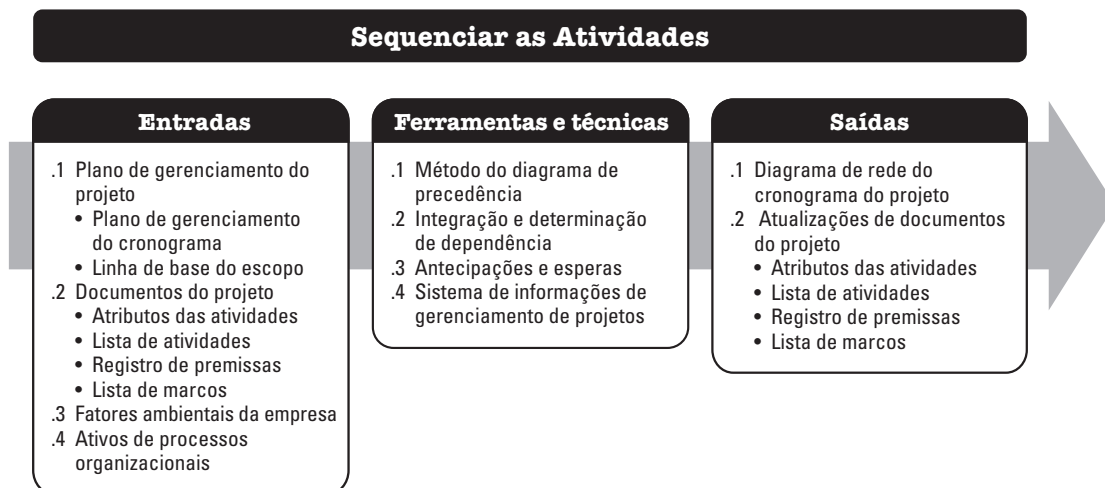 Sequenciar as Atividades
Entradas
.1 Plano de gerenciamento do
projeto
• Plano de gerenciamento
do cronograma
• Linha de base do escopo
.2 Documentos do projeto
• Atributos das atividades
• Lista de atividades
• Registro de premissas
• Lista de marcos
.3 Fatores ambientais da empresa
.4 Ativos de processos
organizacionais
Ferramentas e técnicas
.1 Método do diagrama de
precedência
.2 Integração e determinação
de dependência
.3 Antecipações e esperas
.4 Sistema de informações de
gerenciamento de projetos
Saídas
.1 Diagrama de rede do
cronograma do projeto
.2 Atualizações de documentos
do projeto
• Atributos das atividades
• Lista de atividades
• Registro de premissas
• Lista de marcos